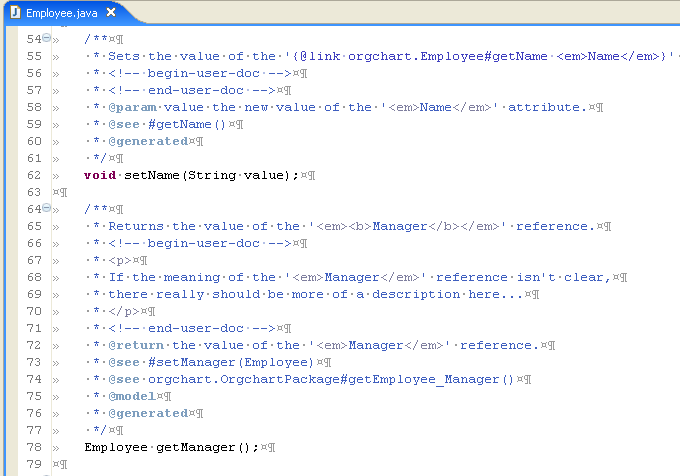 Employee.java
54 /**
55 * Sets the value of the '{@link orgchart.Employee#getName <em>Name</em>}'
56 * <!-- begin-user-doc -->
57 * <!-- end-user-doc -->
58 * @param value the new value of the '<em>Name</em>' attribute.
59 * @see #getName()
60 * @generated
61 */
62 void setName(String value);
63
64 /**
65 * Returns the value of the '<em><b>Manager</b></em>' reference.
66 * <!-- begin-user-doc -->
67 * <p>
68 * If the meaning of the '<em>Manager</em>' reference isn't clear,
69 * there really should be more of a description here...
70 * </p>
71 * <!-- end-user-doc -->
72 * @return the value of the '<em>Manager</em>' reference.
73 * @see #setManager(Employee)
74 * @see orgchart.OrgchartPackage#getEmployee_Manager()
75 * @model
76 * @generated
77 */
78 Employee getManager();
79